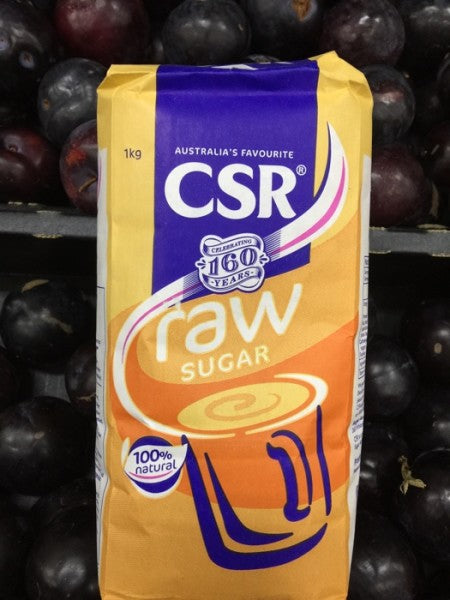 1kg
AUSTRALIA'S FAVOURITE
CSR®
CELEBRATING
160
YEARS
raw
SUGAR
100%
natural